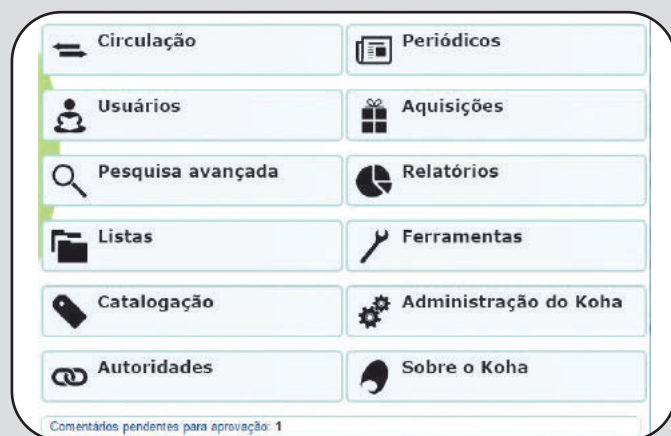 Circulação
Periódicos
Usuários
Aquisições
Pesquisa avançada
Relatórios
Listas
Ferramentas
Catalogação
Administração do Koha
Autoridades
Sobre o Koha
Comentários pendentes para aprovação: 1